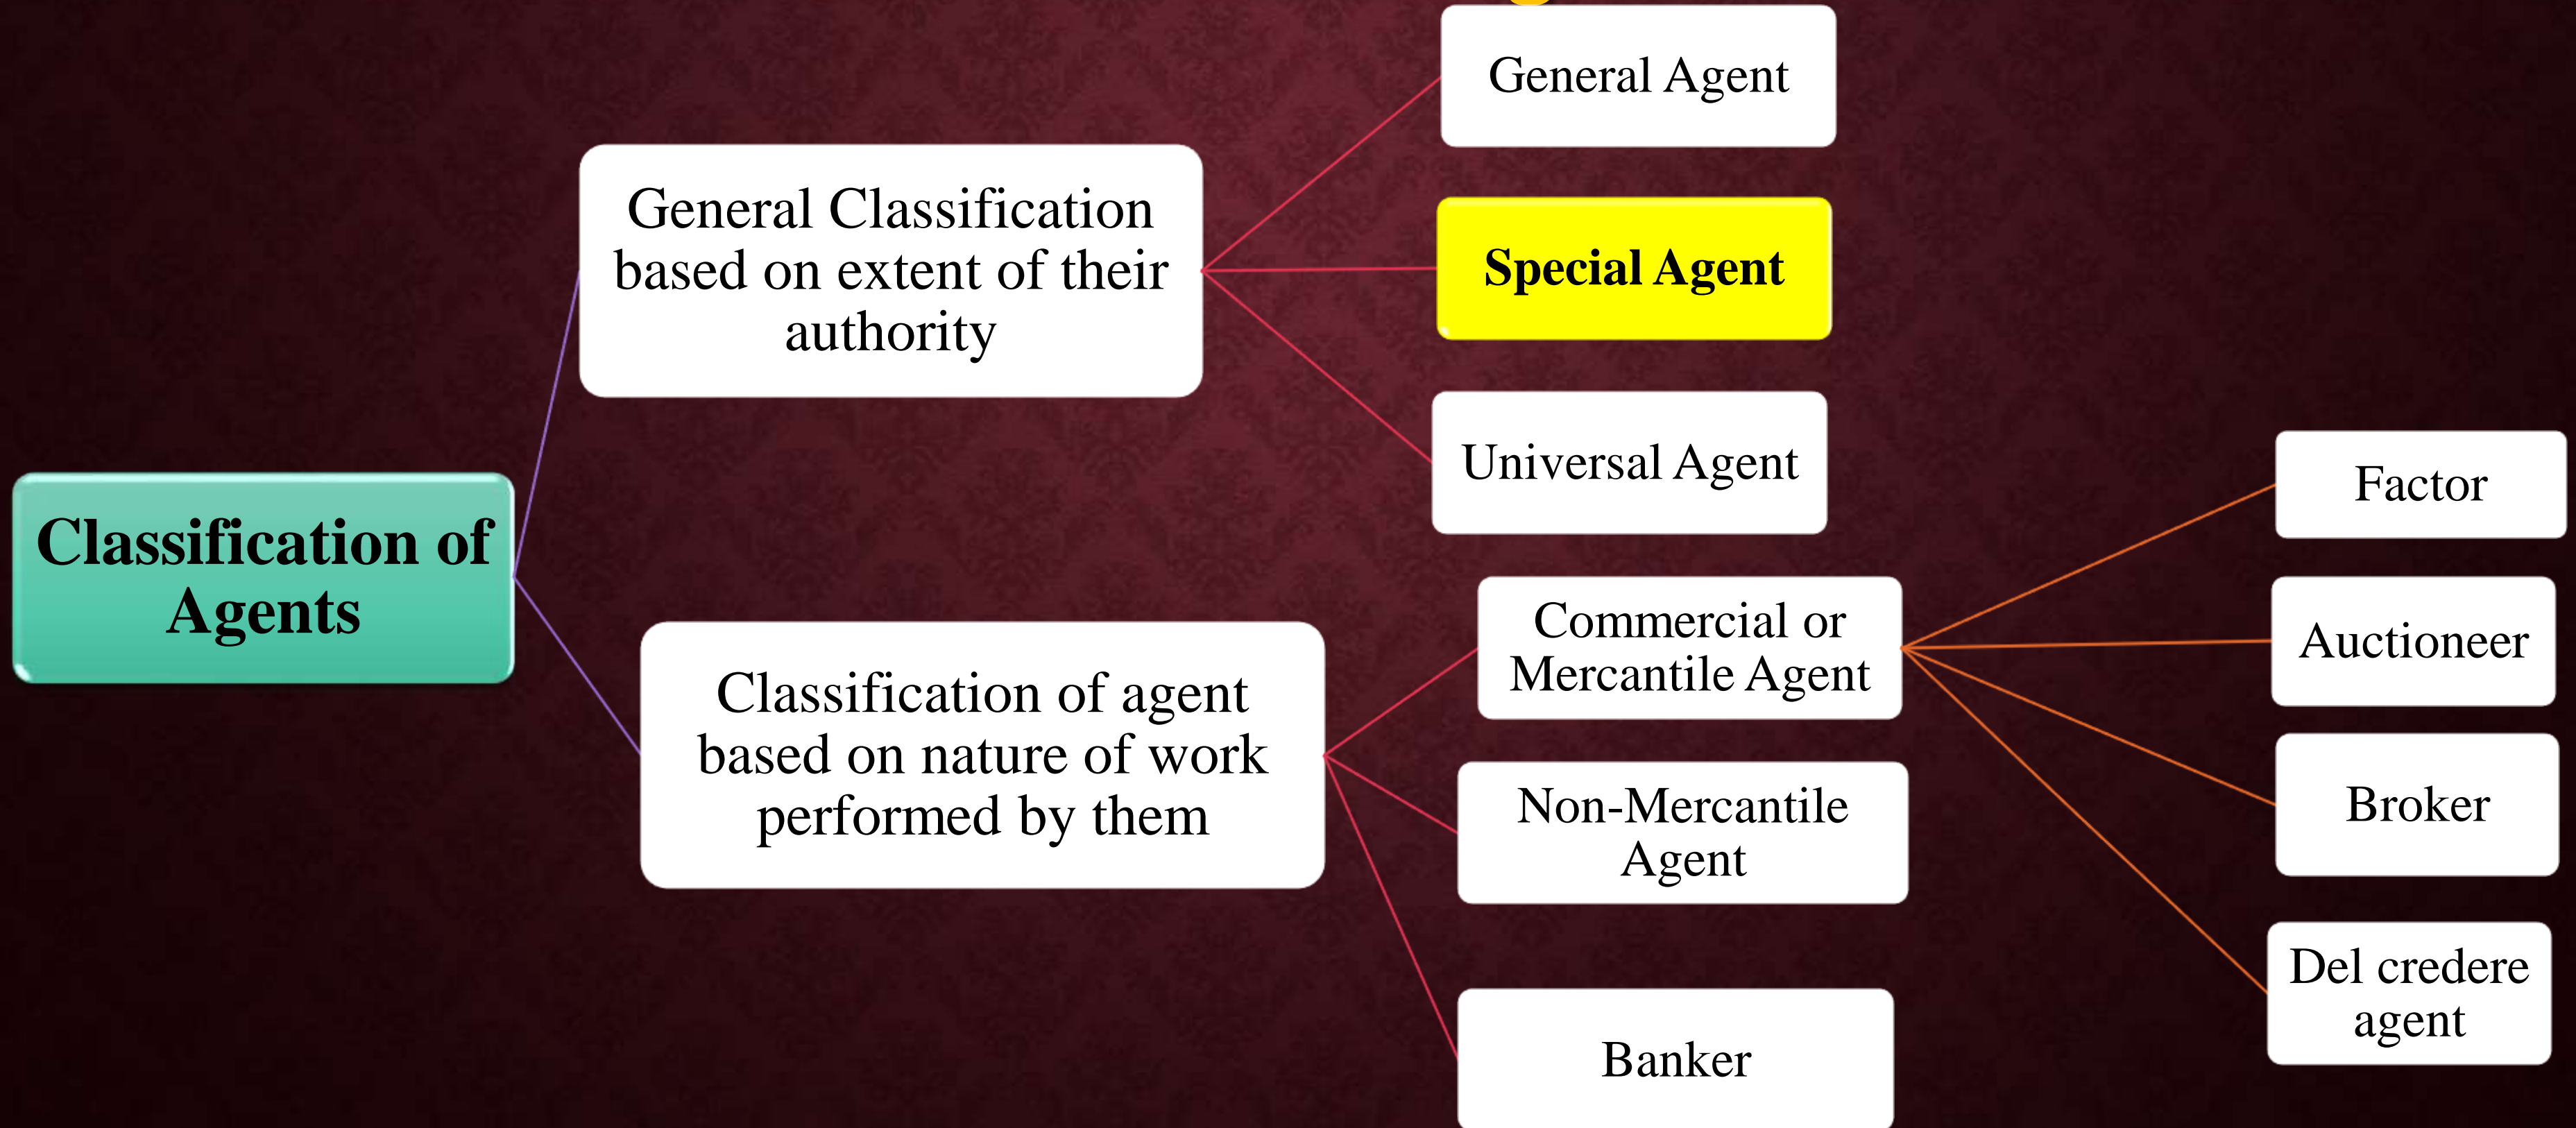 Classification of
Agents
General Classification
based on extent of their
authority
General Agent
Special Agent
Universal Agent
Classification of agent
based on nature of work
performed by them
Commercial or
Mercantile Agent
Non-Mercantile
Agent
Banker
Factor
Auctioneer
Broker
Del credere
agent